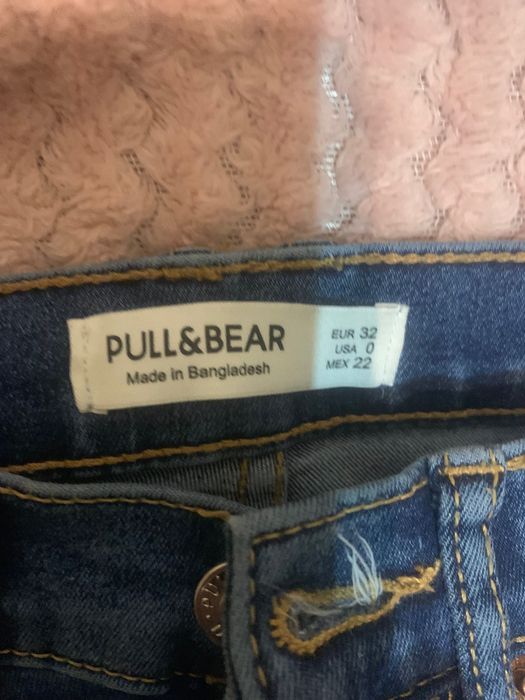 PULL&BEAR
Made in Bangladesh
EUR 32
USA 0
MEX 22